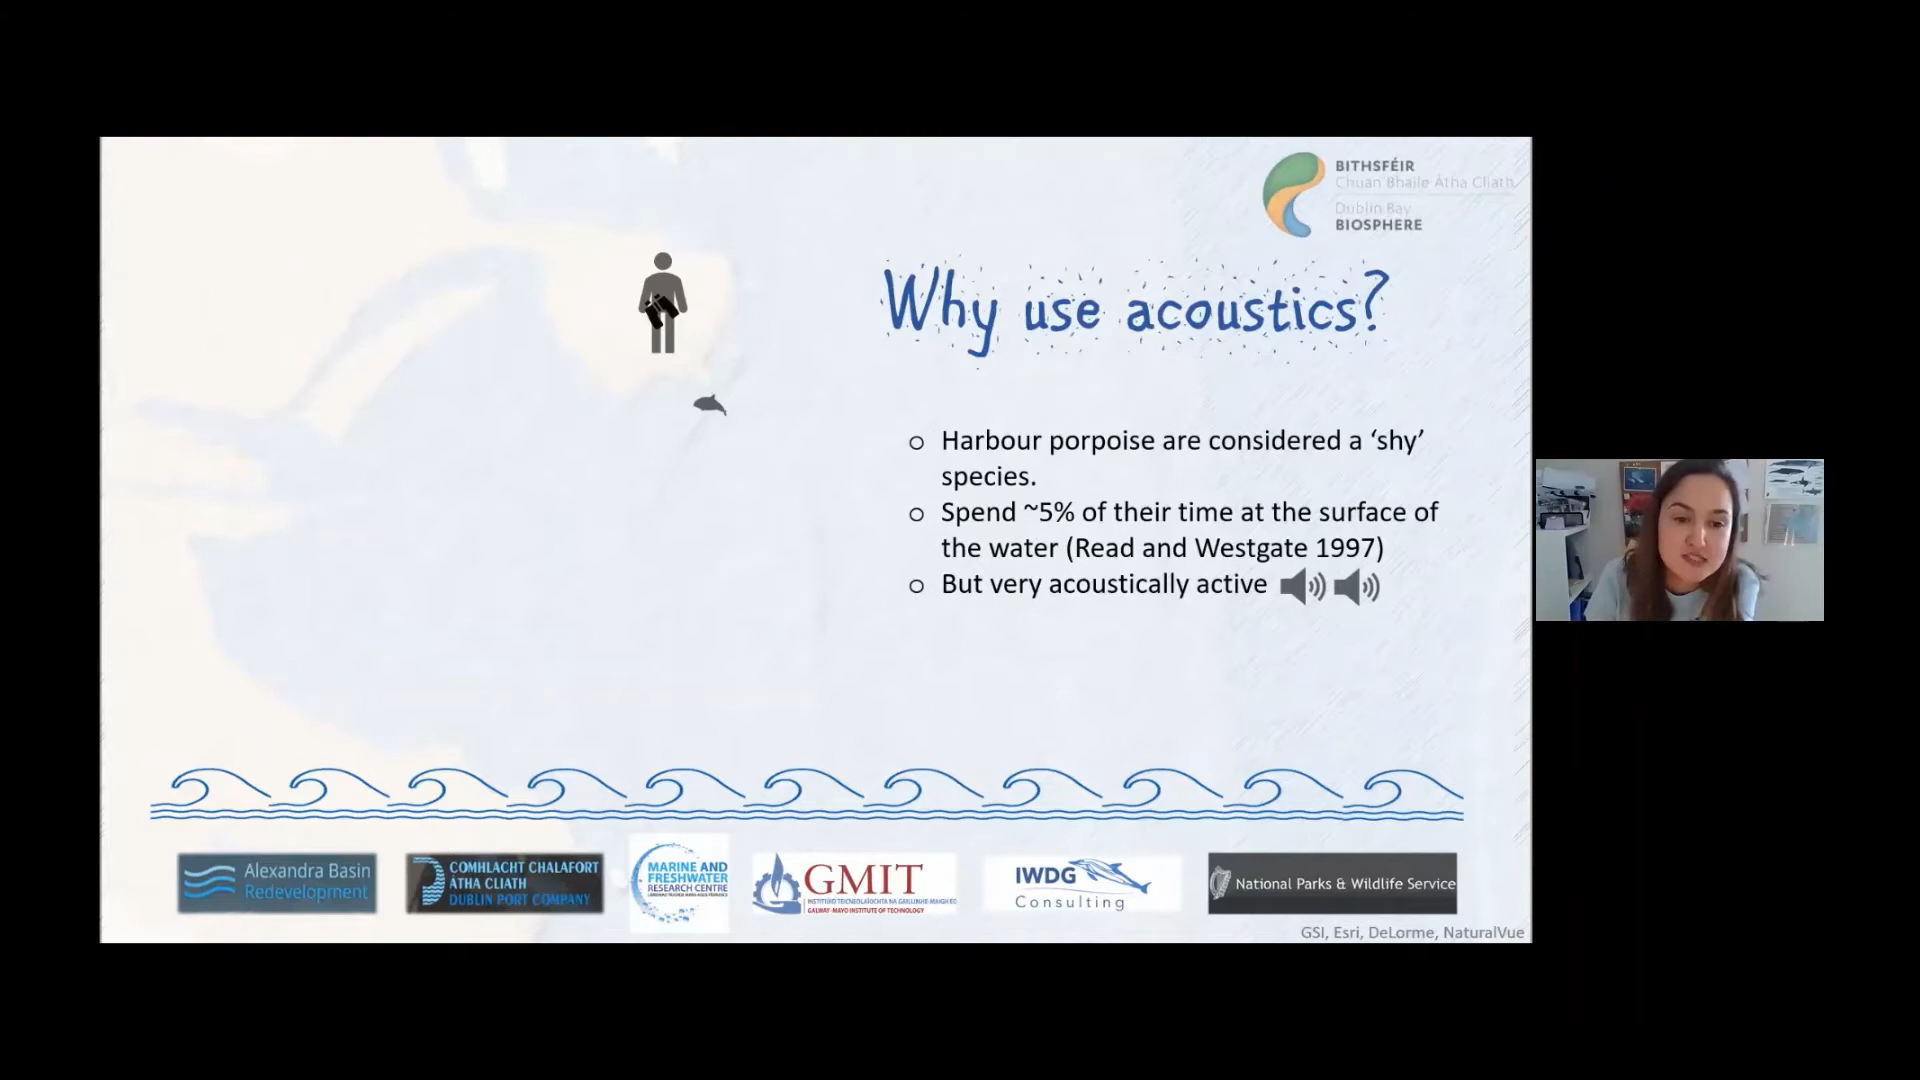 BITHSFÉIR
Chuan Bhaile Átha Cliath
Dublin Bay
BIOSPHERE
Why use acoustics?
○ Harbour porpoise are considered a ‘shy’
species.
○ Spend ~5% of their time at the surface of
the water (Read and Westgate 1997)
○ But very acoustically active
Alexandra Basin
Redevelopment
COMHLACHT CHALAFORT
ÁTHA CLIATH
DUBLIN PORT COMPANY
MARINE AND
FRESHWATER
RESEARCH CENTRE
GMIT
INSTITIÚID TEICNEOLAÍOCHTA NA GAILLIMHE-MAIGH EO
GALWAY-MAYO INSTITUTE OF TECHNOLOGY
IWDG
Consulting
National Parks & Wildlife Service
GSI, Esri, DeLorme, NaturalVue